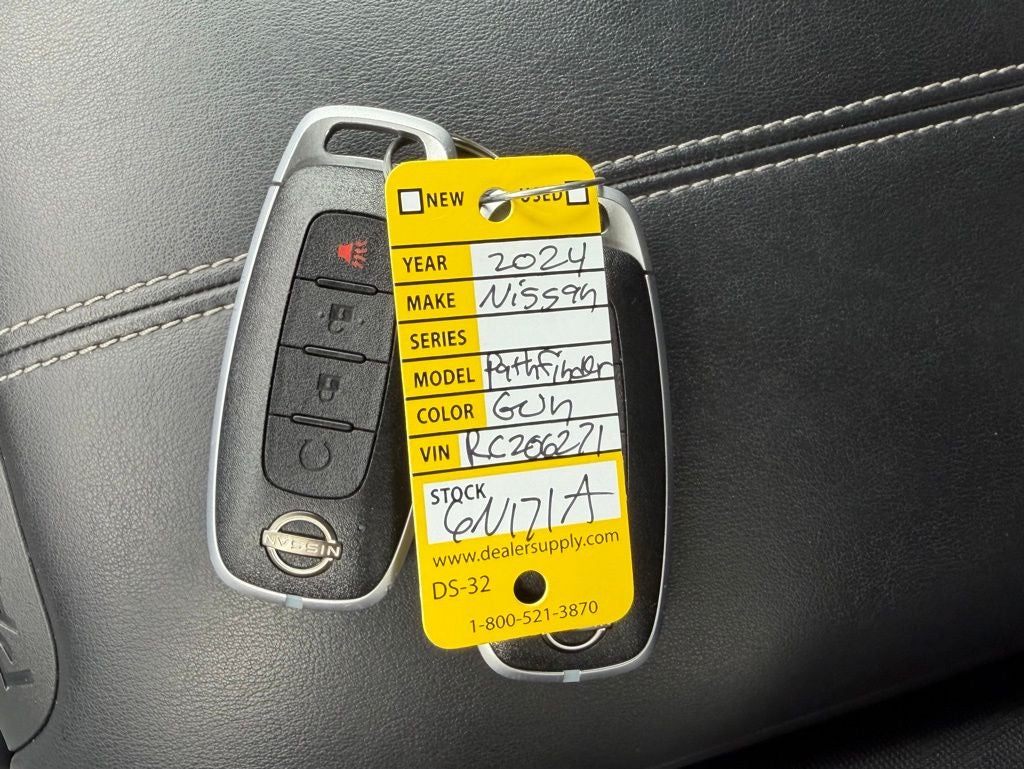 NEW USED
YEAR 2024
MAKE Nissan
SERIES
MODEL Pathfinder
COLOR GUn
VIN RC206271
STOCK
6N171A
www.dealersupply.com
DS-32
1-800-521-3870
NISSAN